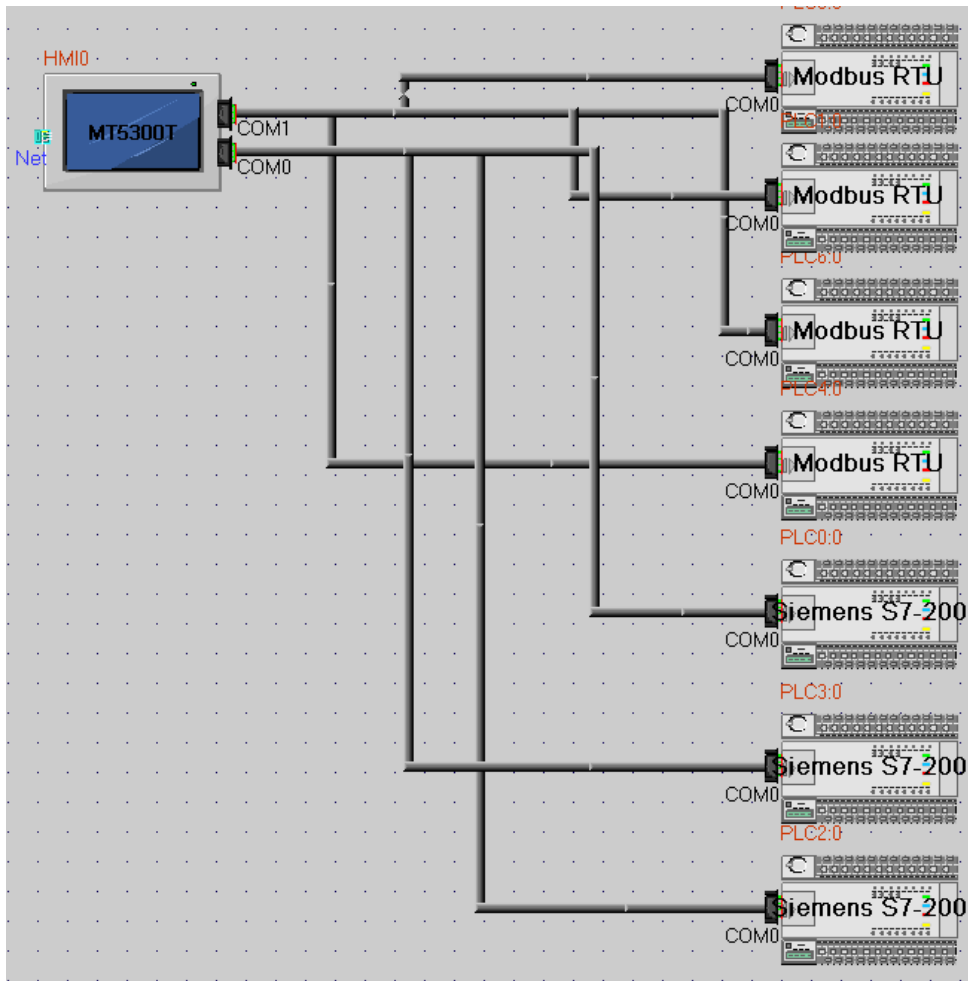 HMI0
MT5300T
Net
COM1
COM0
Modbus RTU
COM0
Modbus RTU
COM0
PLC6:0
Modbus RTU
COM0
PLC4:0
Modbus RTU
COM0
PLC0:0
Siemens S7-200
COM0
PLC3:0
Siemens S7-200
COM0
PLC2:0
Siemens S7-200
COM0